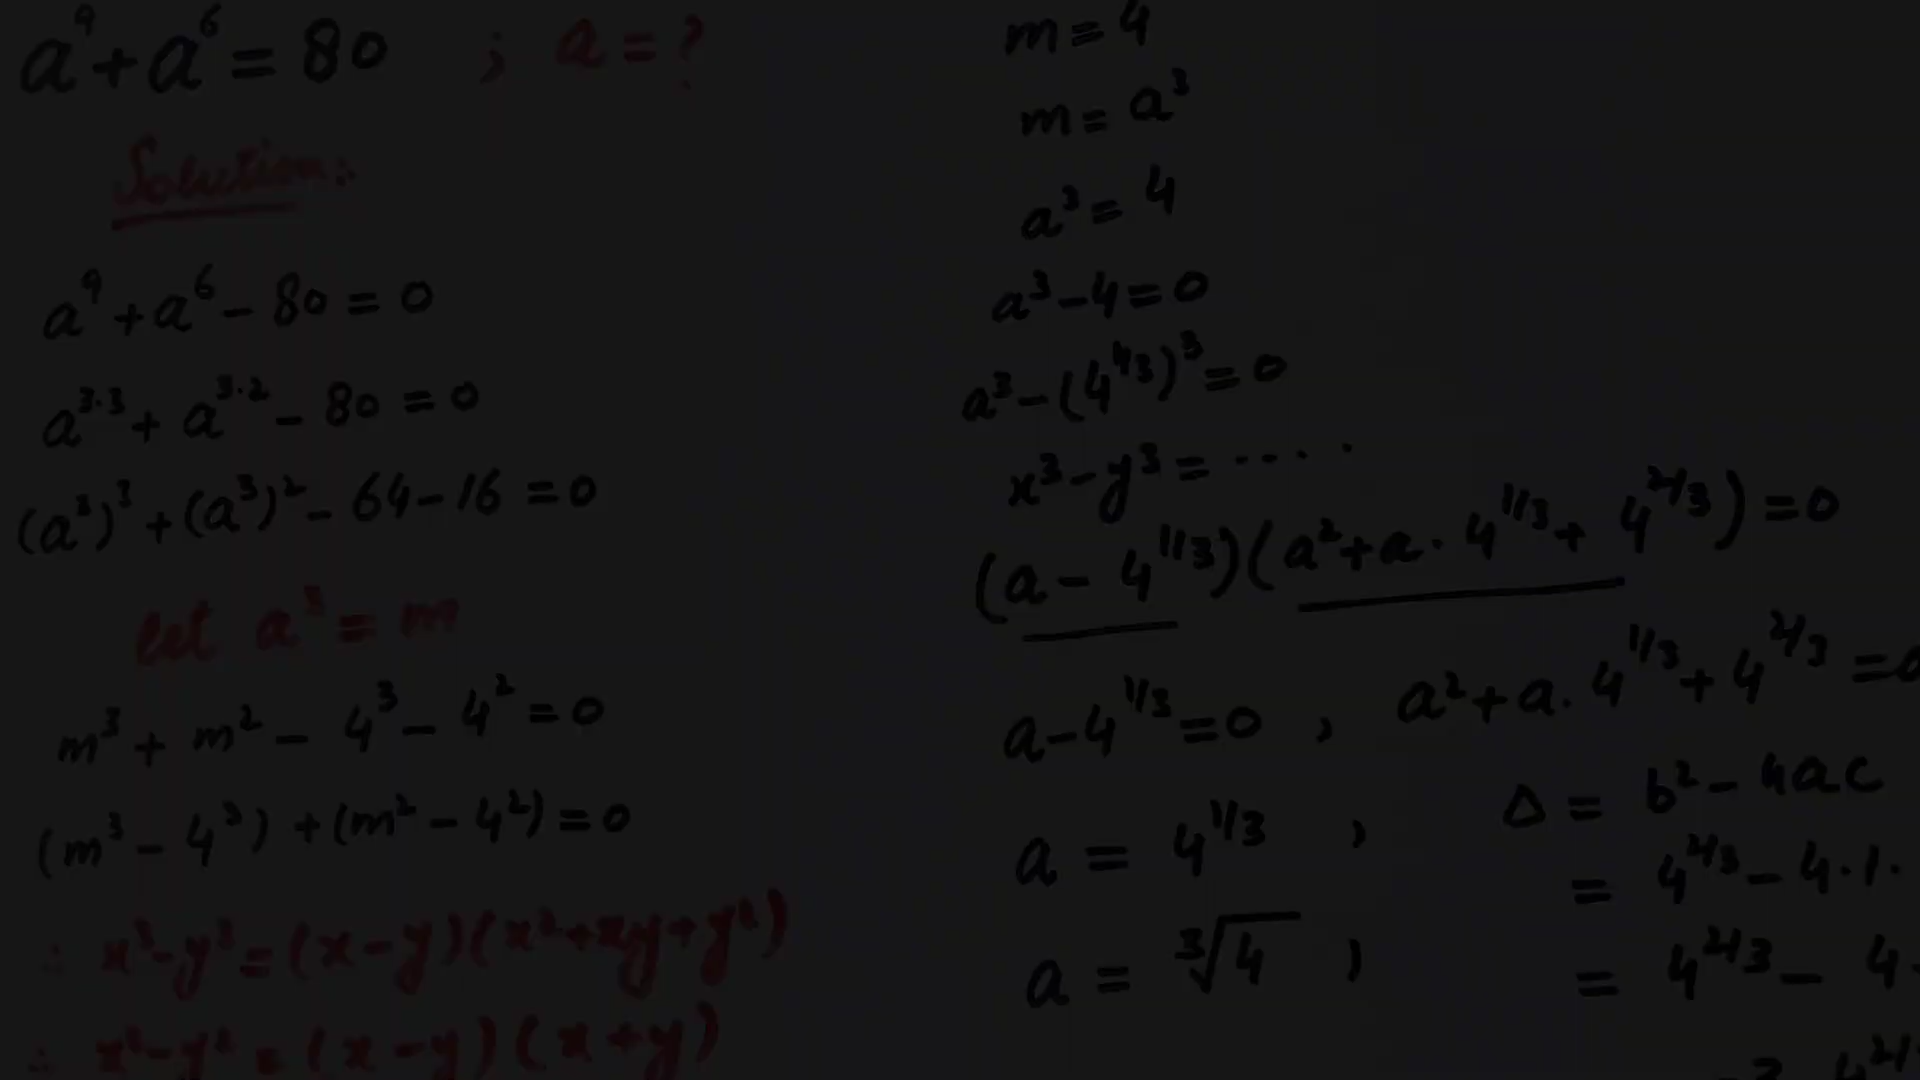 a⁹ + a⁶ = 80 ; a = ?
Solution:
a⁹ + a⁶ - 80 = 0
a^{3·3} + a^{3·2} - 80 = 0
(a³)³ + (a³)² - 64 - 16 = 0
let a³ = m
m³ + m² - 4³ - 4² = 0
(m³ - 4³) + (m² - 4²) = 0
∴ x³ - y³ = (x - y)(x² + xy + y²)
∴ x² - y² = (x - y)(x + y)
m = 4
m = a³
a³ = 4
a³ - 4 = 0
a³ - (4^{1/3})³ = 0
x³ - y³ = .....
(a - 4^{1/3})(a² + a · 4^{1/3} + 4^{2/3}) = 0
a - 4^{1/3} = 0 , a² + a · 4^{1/3} + 4^{2/3} = 0
a = 4^{1/3} , Δ = b² - 4ac
= 4^{2/3} - 4 · 1 ·
a = ∛4 , = 4^{2/3} - 4 ·